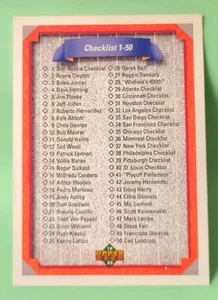 Checklist 1-50
1 Star Rookie Checklist
2 Royce Clayton
3 Brian Jordan
4 Dave Fleming
5 Jim Thome
6 Jeff Juden
7 Roberto Hernandez
8 Kyle Abbott
9 Chris George
10 Rob Maurer
11 Donald Harris
12 Ted Wood
13 Patrick Lennon
14 Willie Banks
15 Roger Salkeld
16 Wilfredo Cordero
17 Arthur Rhodes
18 Pedro Martinez
19 Andy Ashby
20 Tom Goodwin
21 Braulio Castillo
22 Todd Van Poppel
23 Brian Williams
24 Ryan Klesko
25 Kenny Lofton
26 Derek Bell
27 Reggie Sanders
28 "Winfield's 400th"
29 Atlanta Checklist
30 Cincinnati Checklist
31 Houston Checklist
32 Los Angeles Checklist
33 San Diego Checklist
34 San Francisco Checklist
35 Chicago Checklist
36 St. Louis Checklist
37 Montreal Checklist
38 New York Checklist
38 Philadelphia Checklist
39 Pittsburgh Checklist
40 Checklist
41 "Playoff Perfection"
42 Jeremy Hernandez
43 Doug Henry
44 Chris Donnels
45 Mo Sanford
46 Scott Kamieniecki
47 Mark Lemke
48 Steve Farr
50 Ced Landrum
UPPER DECK